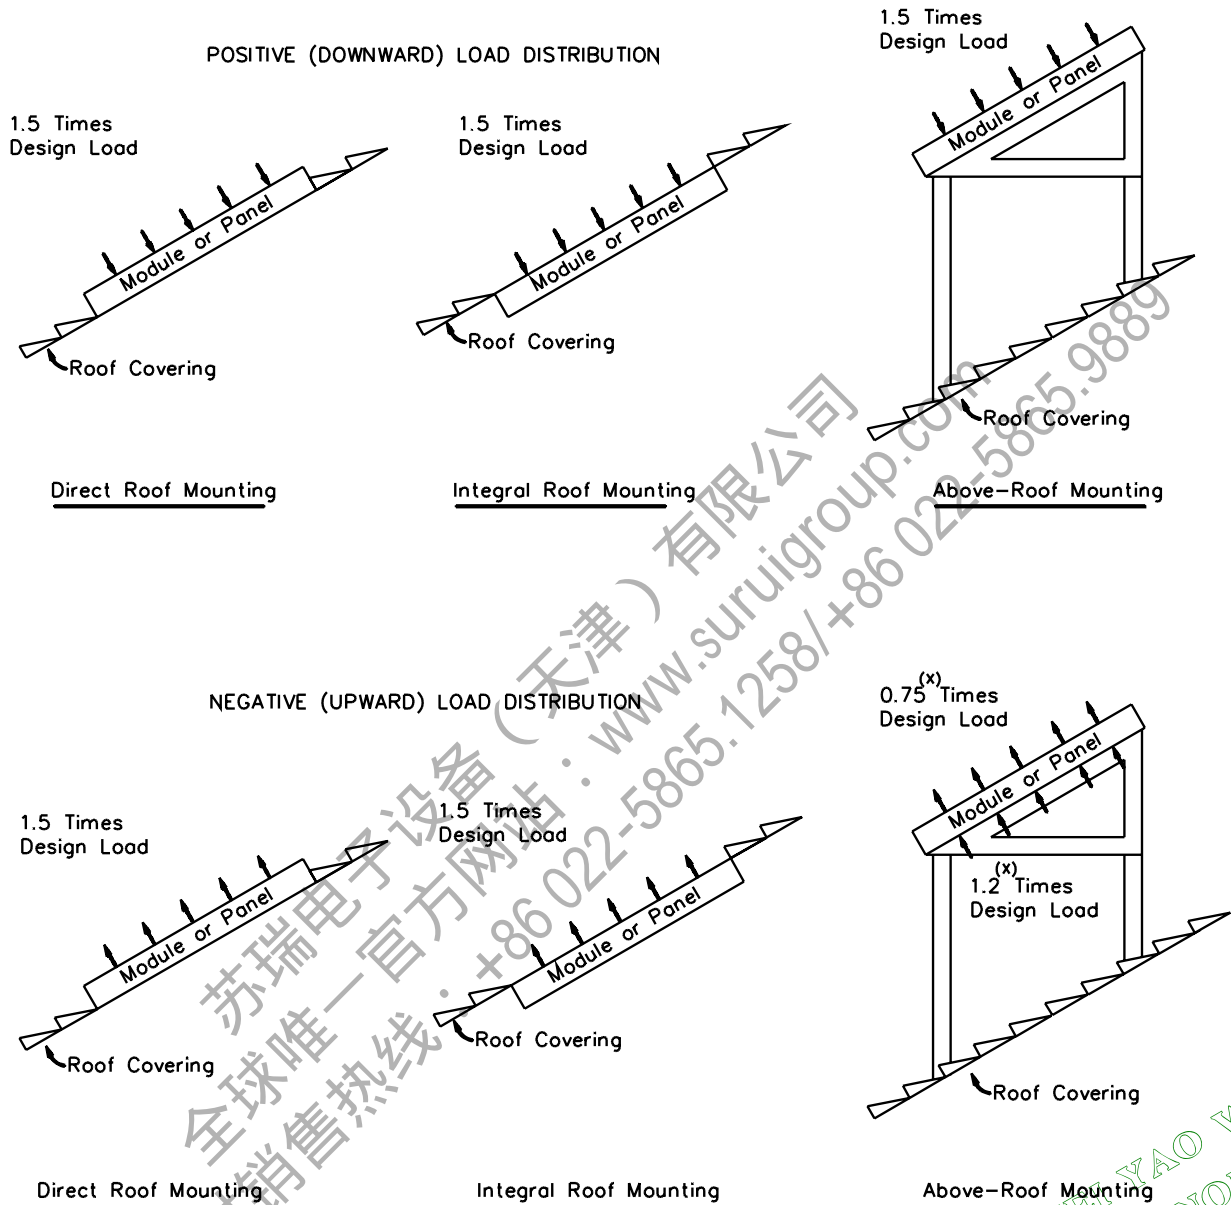 POSITIVE (DOWNWARD) LOAD DISTRIBUTION
1.5 Times
Design Load
Module or Panel
Roof Covering
Direct Roof Mounting
1.5 Times
Design Load
Module or Panel
Roof Covering
Integral Roof Mounting
1.5 Times
Design Load
Module or Panel
Roof Covering
Above-Roof Mounting
NEGATIVE (UPWARD) LOAD DISTRIBUTION
1.5 Times
Design Load
Module or Panel
Roof Covering
Direct Roof Mounting
1.5 Times
Design Load
Module or Panel
Roof Covering
Integral Roof Mounting
0.75(x) Times
Design Load
Module or Panel
1.2(x) Times
Design Load
Roof Covering
Above-Roof Mounting
苏瑞电子设备（天津）有限公司
全球唯一官方网站：www.suruigroup.com
销售热线：+86 022-5865.1258/+86 022-5865.9889
YAO